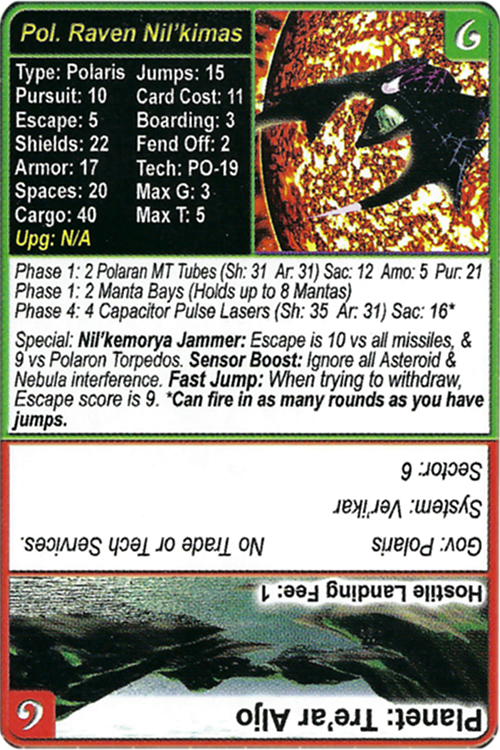 Pol. Raven Nil'kimas
6
Type: Polaris Jumps: 15
Pursuit: 10 Card Cost: 11
Escape: 5 Boarding: 3
Shields: 22 Fend Off: 2
Armor: 17 Tech: PO-19
Spaces: 20 Max G: 3
Cargo: 40 Max T: 5
Upg: N/A
Phase 1: 2 Polaran MT Tubes (Sh: 31 Ar: 31) Sac: 12 Amo: 5 Pur: 21
Phase 1: 2 Manta Bays (Holds up to 8 Mantas)
Phase 4: 4 Capacitor Pulse Lasers (Sh: 35 Ar: 31) Sac: 16*
Special: Nil'kemorya Jammer: Escape is 10 vs all missiles, &
9 vs Polaron Torpedos. Sensor Boost: Ignore all Asteroid &
Nebula interference. Fast Jump: When trying to withdraw,
Escape score is 9. *Can fire in as many rounds as you have
jumps.
Planet: Tre'ar Aljo
6
Hostile Landing Fee: 1
Gov: Polaris No Trade or Tech Services.
System: Ver'ikar
Sector: 6